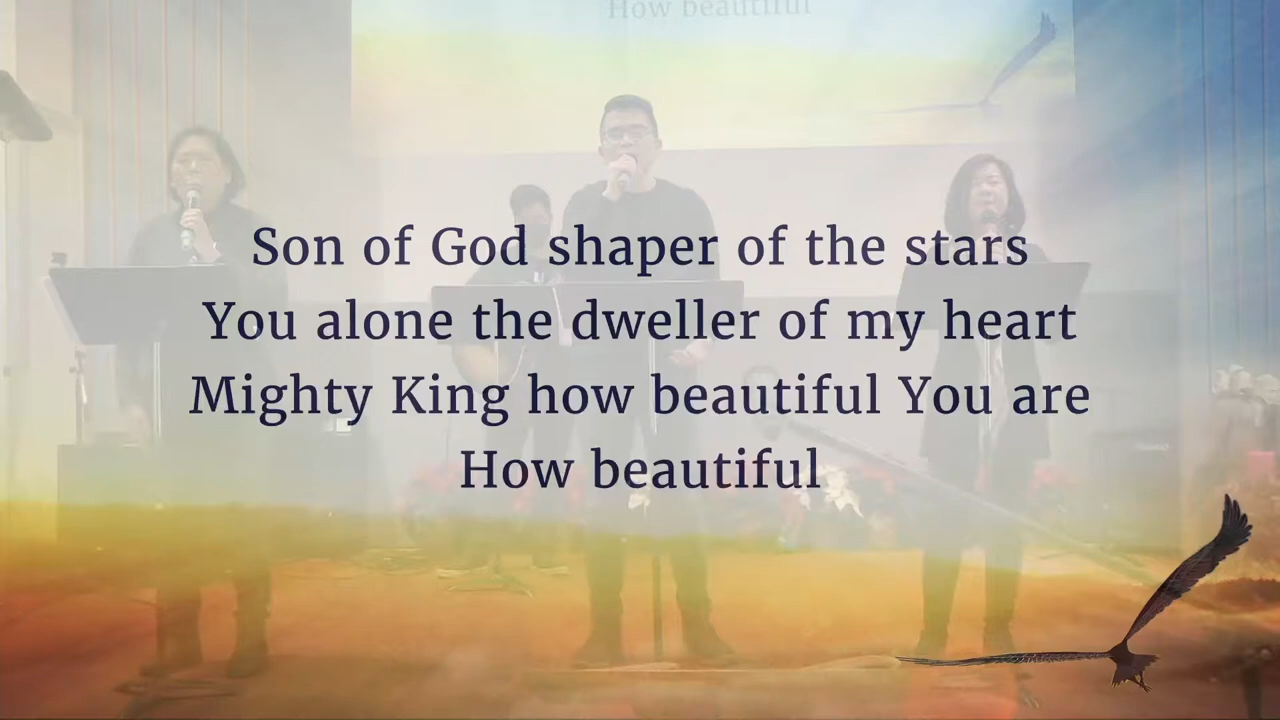 How beautiful
Son of God shaper of the stars
You alone the dweller of my heart
Mighty King how beautiful You are
How beautiful